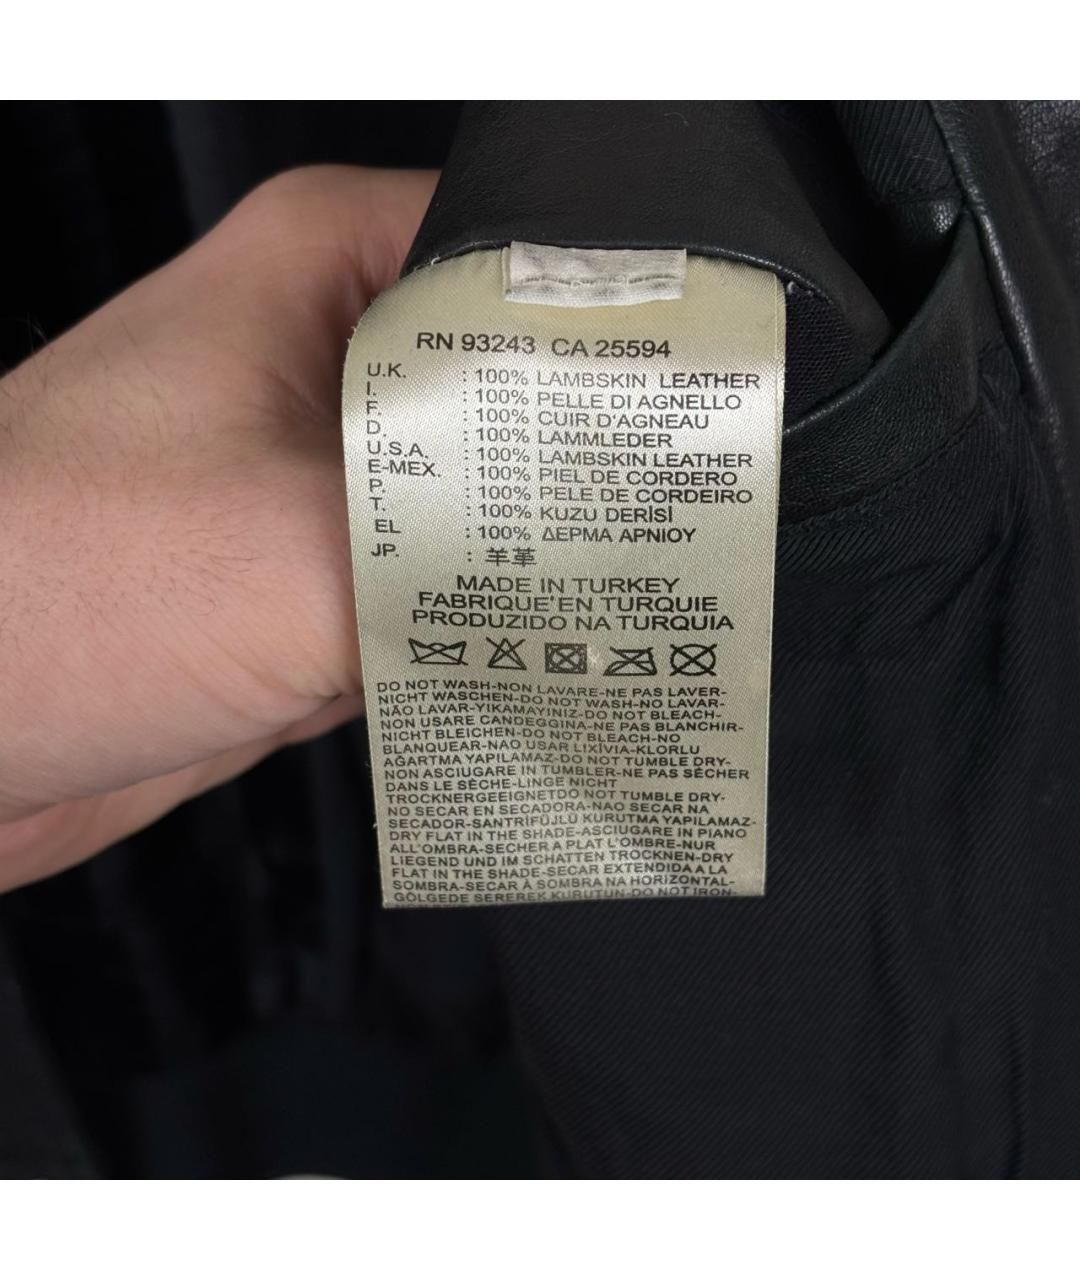 RN 93243 CA 25594
U.K. : 100% LAMBSKIN LEATHER
I. : 100% PELLE DI AGNELLO
F. : 100% CUIR D'AGNEAU
D. : 100% LAMMLEDER
U.S.A. : 100% LAMBSKIN LEATHER
E-MEX. : 100% PIEL DE CORDERO
P. : 100% PELE DE CORDEIRO
T. : 100% KUZU DERİSİ
EL : 100% ΔΕΡΜΑ ΑΡΝΙΟΥ
JP. : 羊革
MADE IN TURKEY
FABRIQUE'EN TURQUIE
PRODUZIDO NA TURQUIA
DO NOT WASH-NON LAVARE-NE PAS LAVER-
NICHT WASCHEN-DO NOT WASH-NO LAVAR-
NÃO LAVAR-YIKAMAYINIZ-DO NOT BLEACH-
NON USARE CANDEGGINA-NE PAS BLANCHIR-
NICHT BLEICHEN-DO NOT BLEACH-NO
BLANQUEAR-NAO USAR LIXÍVIA-KLORLU
AĞARTMA YAPILAMAZ-DO NOT TUMBLE DRY-
NON ASCIUGARE IN TUMBLER-NE PAS SÉCHER
DANS LE SÈCHE-LINGE NICHT
TROCKNERGEEIGNETDO NOT TUMBLE DRY-
NO SECAR EN SECADORA-NAO SECAR NA
SECADOR-SANTRİFÜJLÜ KURUTMA YAPILAMAZ-
DRY FLAT IN THE SHADE-ASCIUGARE IN PIANO
ALL'OMBRA-SECHER A PLAT L'OMBRE-NUR
LIEGEND UND IM SCHATTEN TROCKNEN-DRY
FLAT IN THE SHADE-SECAR EXTENDIDA A LA
SOMBRA-SECAR À SOMBRA NA HORIZONTAL-
GÖLGEDE SEREREK KURUTUN-DO NOT IRON-